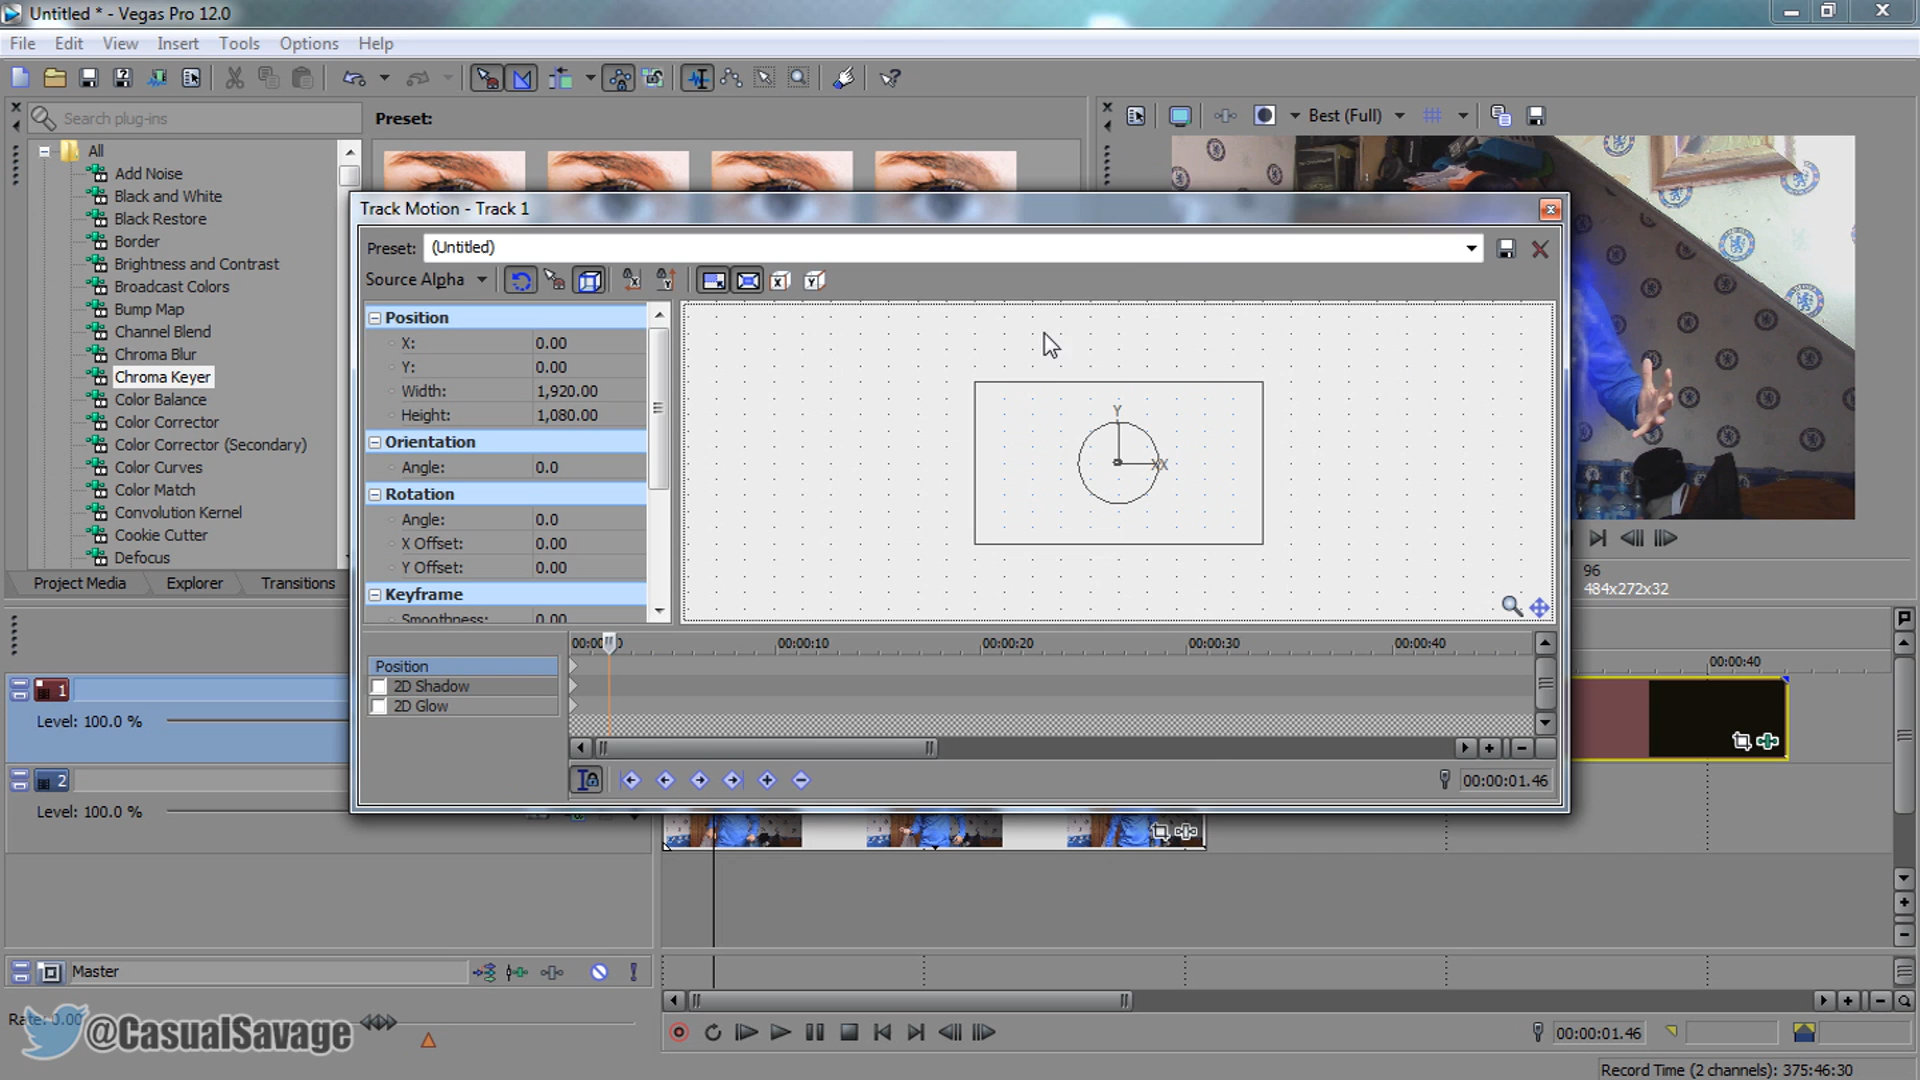 Untitled * - Vegas Pro 12.0
File Edit View Insert Tools Options Help
Search plug-ins
Preset:
Best (Full)
All
Add Noise
Black and White
Black Restore
Border
Brightness and Contrast
Broadcast Colors
Bump Map
Channel Blend
Chroma Blur
Chroma Keyer
Color Balance
Color Corrector
Color Corrector (Secondary)
Color Curves
Color Match
Convolution Kernel
Cookie Cutter
Defocus
Project Media Explorer Transitions
Track Motion - Track 1
Preset: (Untitled)
Source Alpha
Position
X: 0.00
Y: 0.00
Width: 1,920.00
Height: 1,080.00
Orientation
Angle: 0.0
Rotation
Angle: 0.0
X Offset: 0.00
Y Offset: 0.00
Keyframe
Smoothness: 0.00
Y
X
00:00:10 00:00:20 00:00:30 00:00:40
Position
2D Shadow
2D Glow
00:00:01.46
96
484x272x32
00:00:40
1
Level: 100.0 %
2
Level: 100.0 %
Master
Rate: 0.00
@CasualSavage
00:00:01.46
Record Time (2 channels): 375:46:30